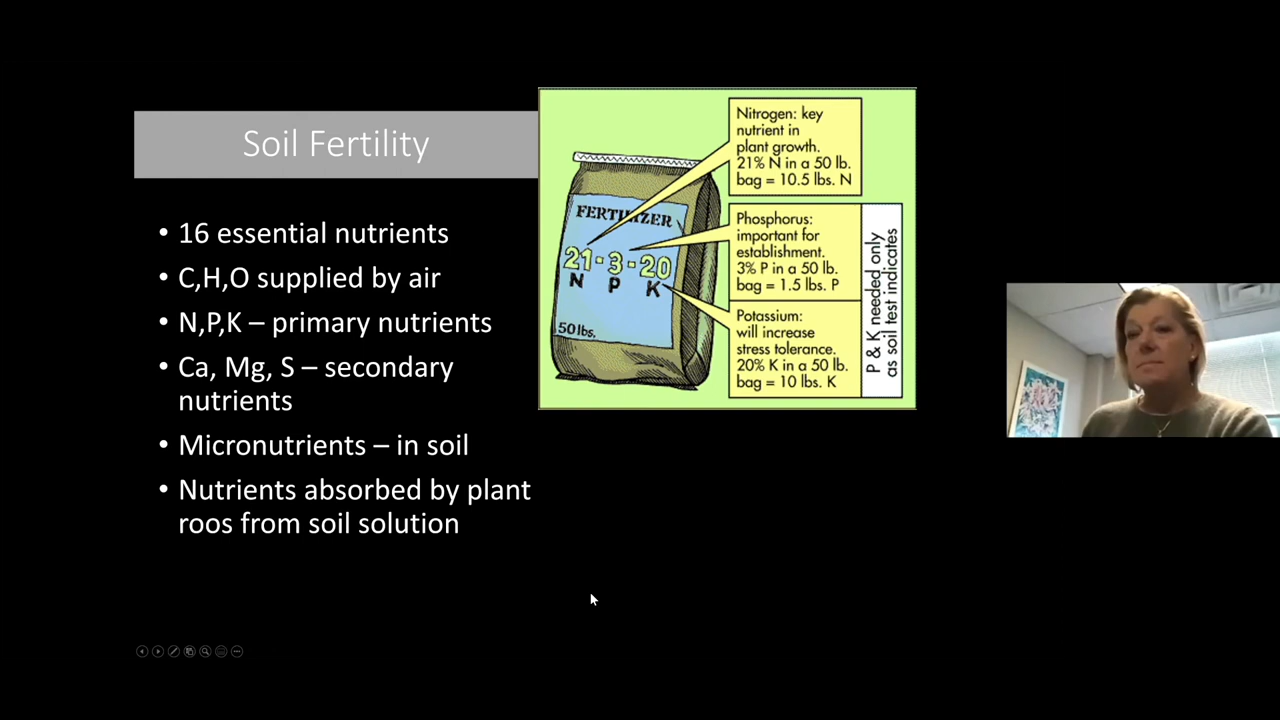 Soil Fertility
• 16 essential nutrients
• C,H,O supplied by air
• N,P,K – primary nutrients
• Ca, Mg, S – secondary
nutrients
• Micronutrients – in soil
• Nutrients absorbed by plant
roos from soil solution
FERTILIZER
21-3-20
N P K
50 lbs.
Nitrogen: key
nutrient in
plant growth.
21% N in a 50 lb.
bag = 10.5 lbs. N
Phosphorus:
important for
establishment.
3% P in a 50 lb.
bag = 1.5 lbs. P
Potassium:
will increase
stress tolerance.
20% K in a 50 lb.
bag = 10 lbs. K
P & K needed only
as soil test indicates